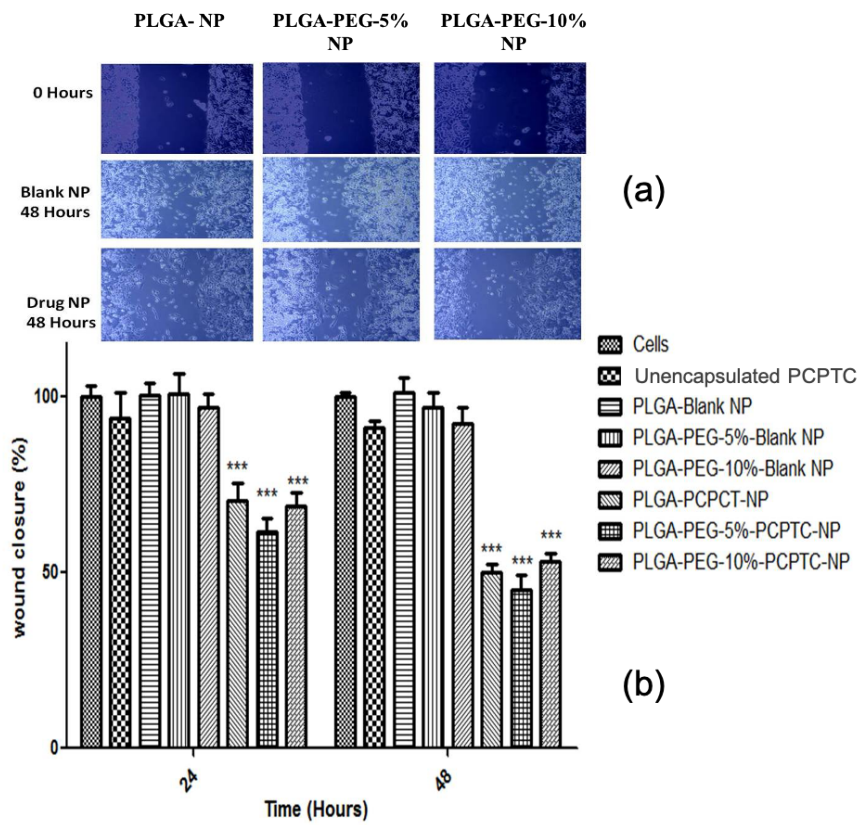 PLGA- NP
PLGA-PEG-5%
NP
PLGA-PEG-10%
NP
0 Hours
Blank NP
48 Hours
(a)
Drug NP
48 Hours
Cells
Unencapsulated PCPTC
PLGA-Blank NP
PLGA-PEG-5%-Blank NP
PLGA-PEG-10%-Blank NP
PLGA-PCPCT-NP
PLGA-PEG-5%-PCPTC-NP
PLGA-PEG-10%-PCPTC-NP
wound closure (%)
100
50
0
*** *** ***
*** *** ***
24
48
Time (Hours)
(b)